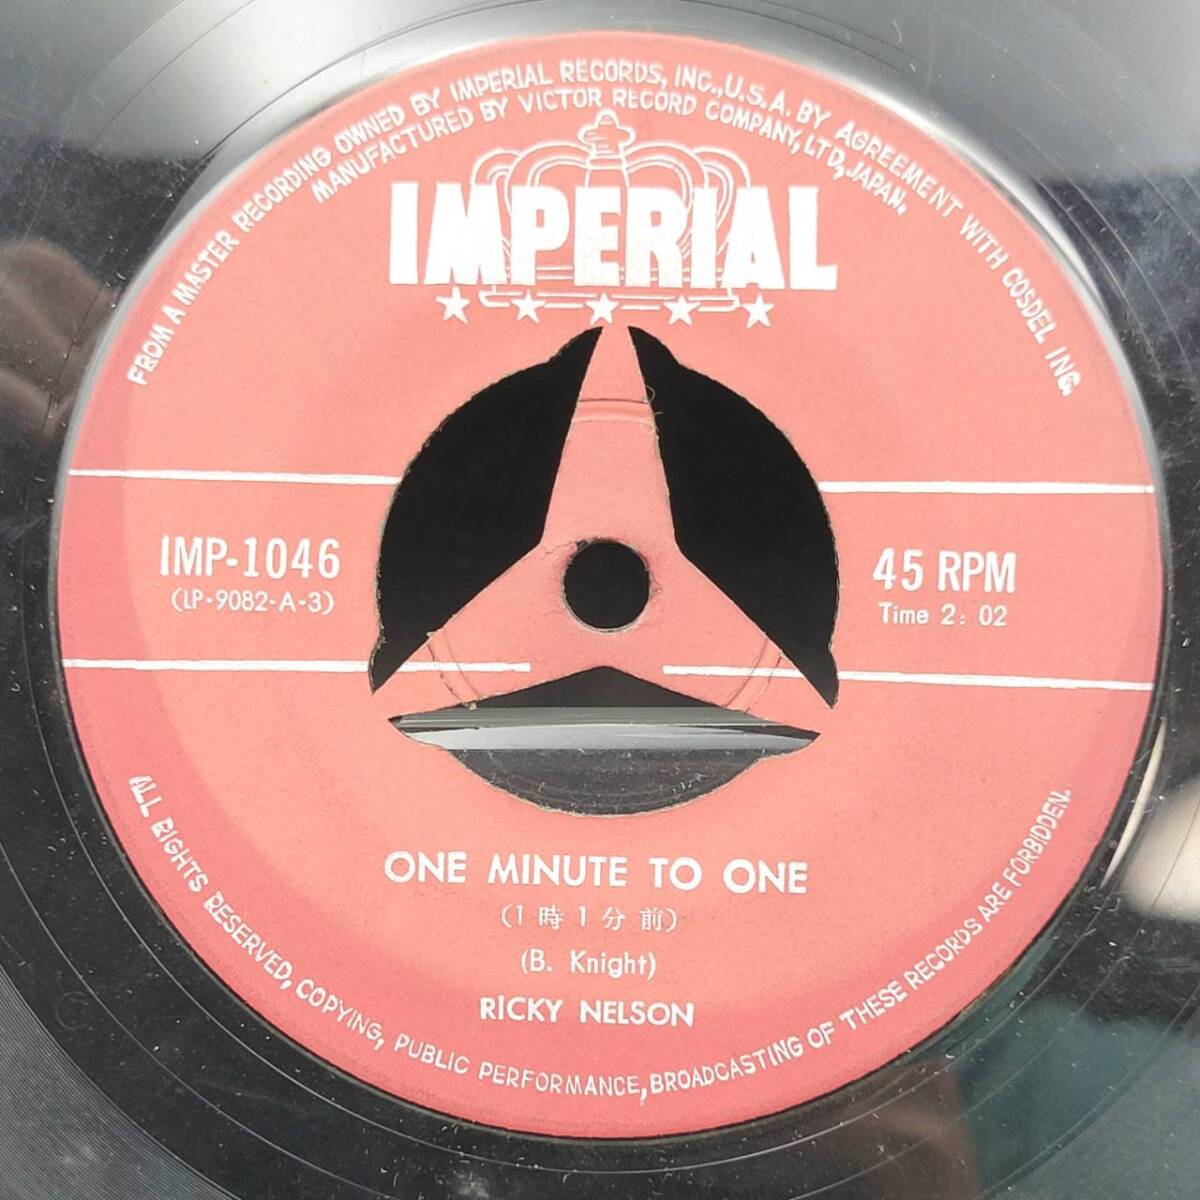 FROM A MASTER RECORDING OWNED BY IMPERIAL RECORDS, INC., U.S.A. BY AGREEMENT WITH COSDEL INC.
MANUFACTURED BY VICTOR RECORD COMPANY, LTD, JAPAN.
IMPERIAL
IMP-1046
(LP-9082-A-3)
45 RPM
Time 2:02
ONE MINUTE TO ONE
(1時1分前)
(B. Knight)
RICKY NELSON
ALL RIGHTS RESERVED, COPYING, PUBLIC PERFORMANCE, BROADCASTING OF THESE RECORDS ARE FORBIDDEN.